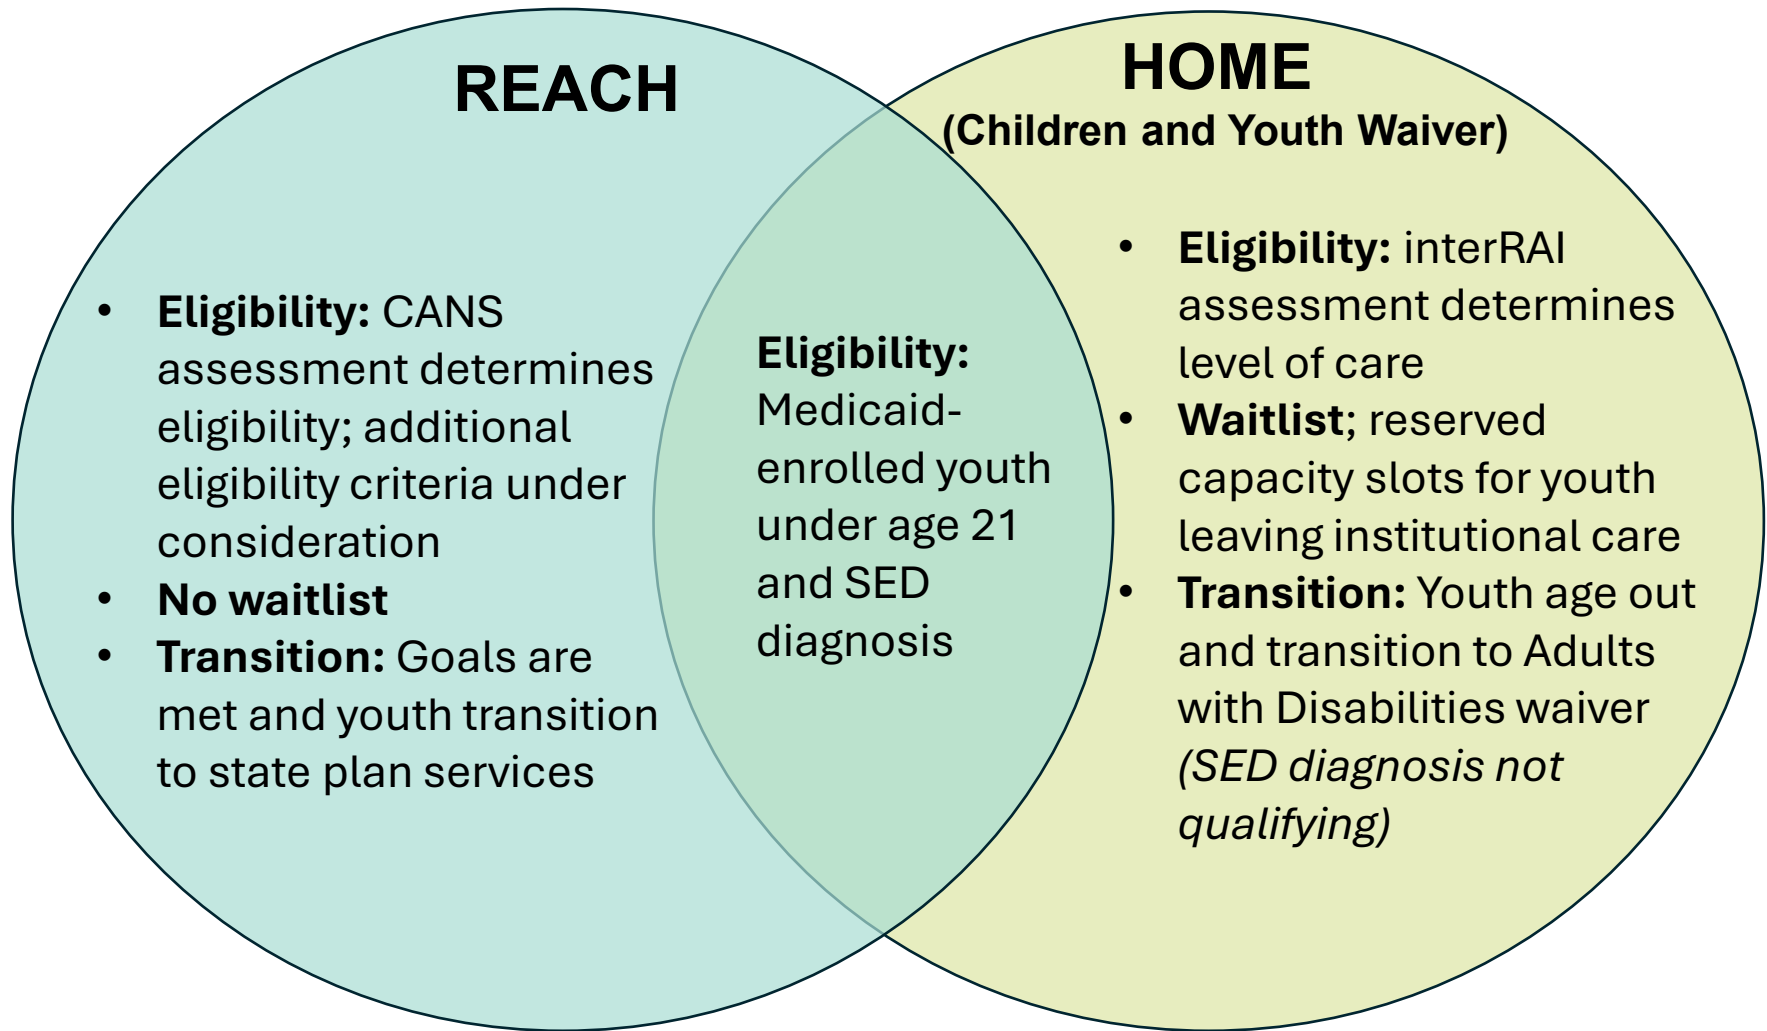 REACH
• Eligibility: CANS
assessment determines
eligibility; additional
eligibility criteria under
consideration
• No waitlist
• Transition: Goals are
met and youth transition
to state plan services
Eligibility:
Medicaid-
enrolled youth
under age 21
and SED
diagnosis
HOME
(Children and Youth Waiver)
• Eligibility: interRAI
assessment determines
level of care
• Waitlist; reserved
capacity slots for youth
leaving institutional care
• Transition: Youth age out
and transition to Adults
with Disabilities waiver
(SED diagnosis not
qualifying)